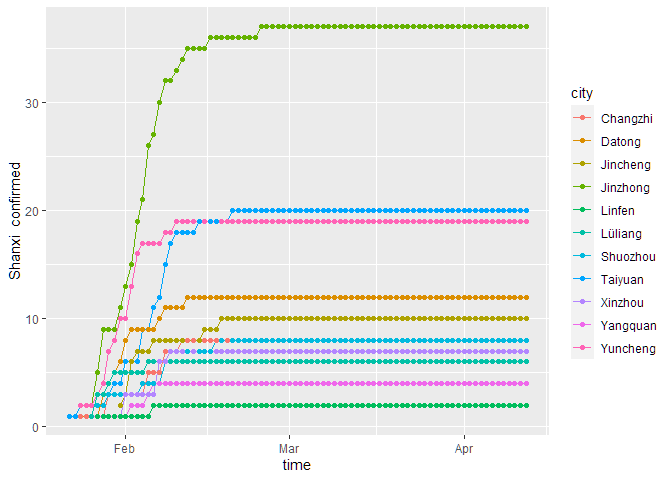 Shanxi confirmed
30
20
10
0
Feb
Mar
Apr
time
city
Changzhi
Datong
Jincheng
Jinzhong
Linfen
Lüliang
Shuozhou
Taiyuan
Xinzhou
Yangquan
Yuncheng